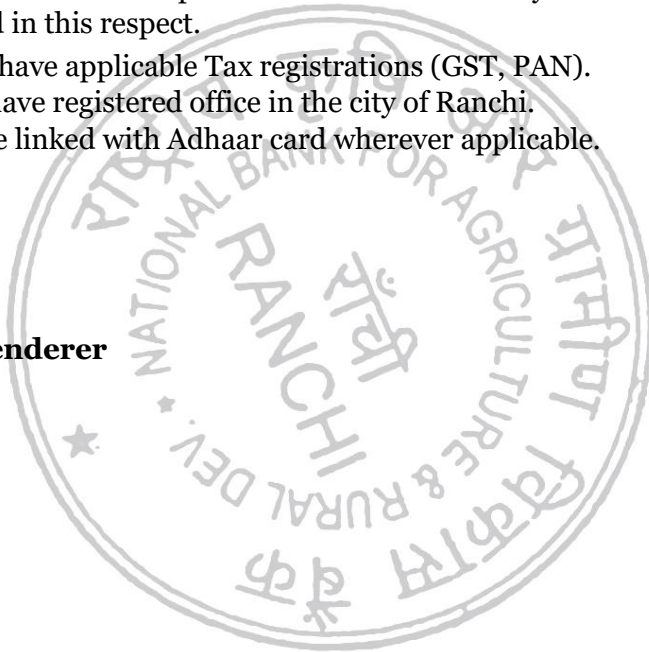 d in this respect.
have applicable Tax registrations (GST, PAN).
ave registered office in the city of Ranchi.
e linked with Adhaar card wherever applicable.
enderer
राष्ट्रीय कृषि और ग्रामीण विकास बैंक
NATIONAL BANK FOR AGRICULTURE & RURAL DEV.
RANCHI
राँची